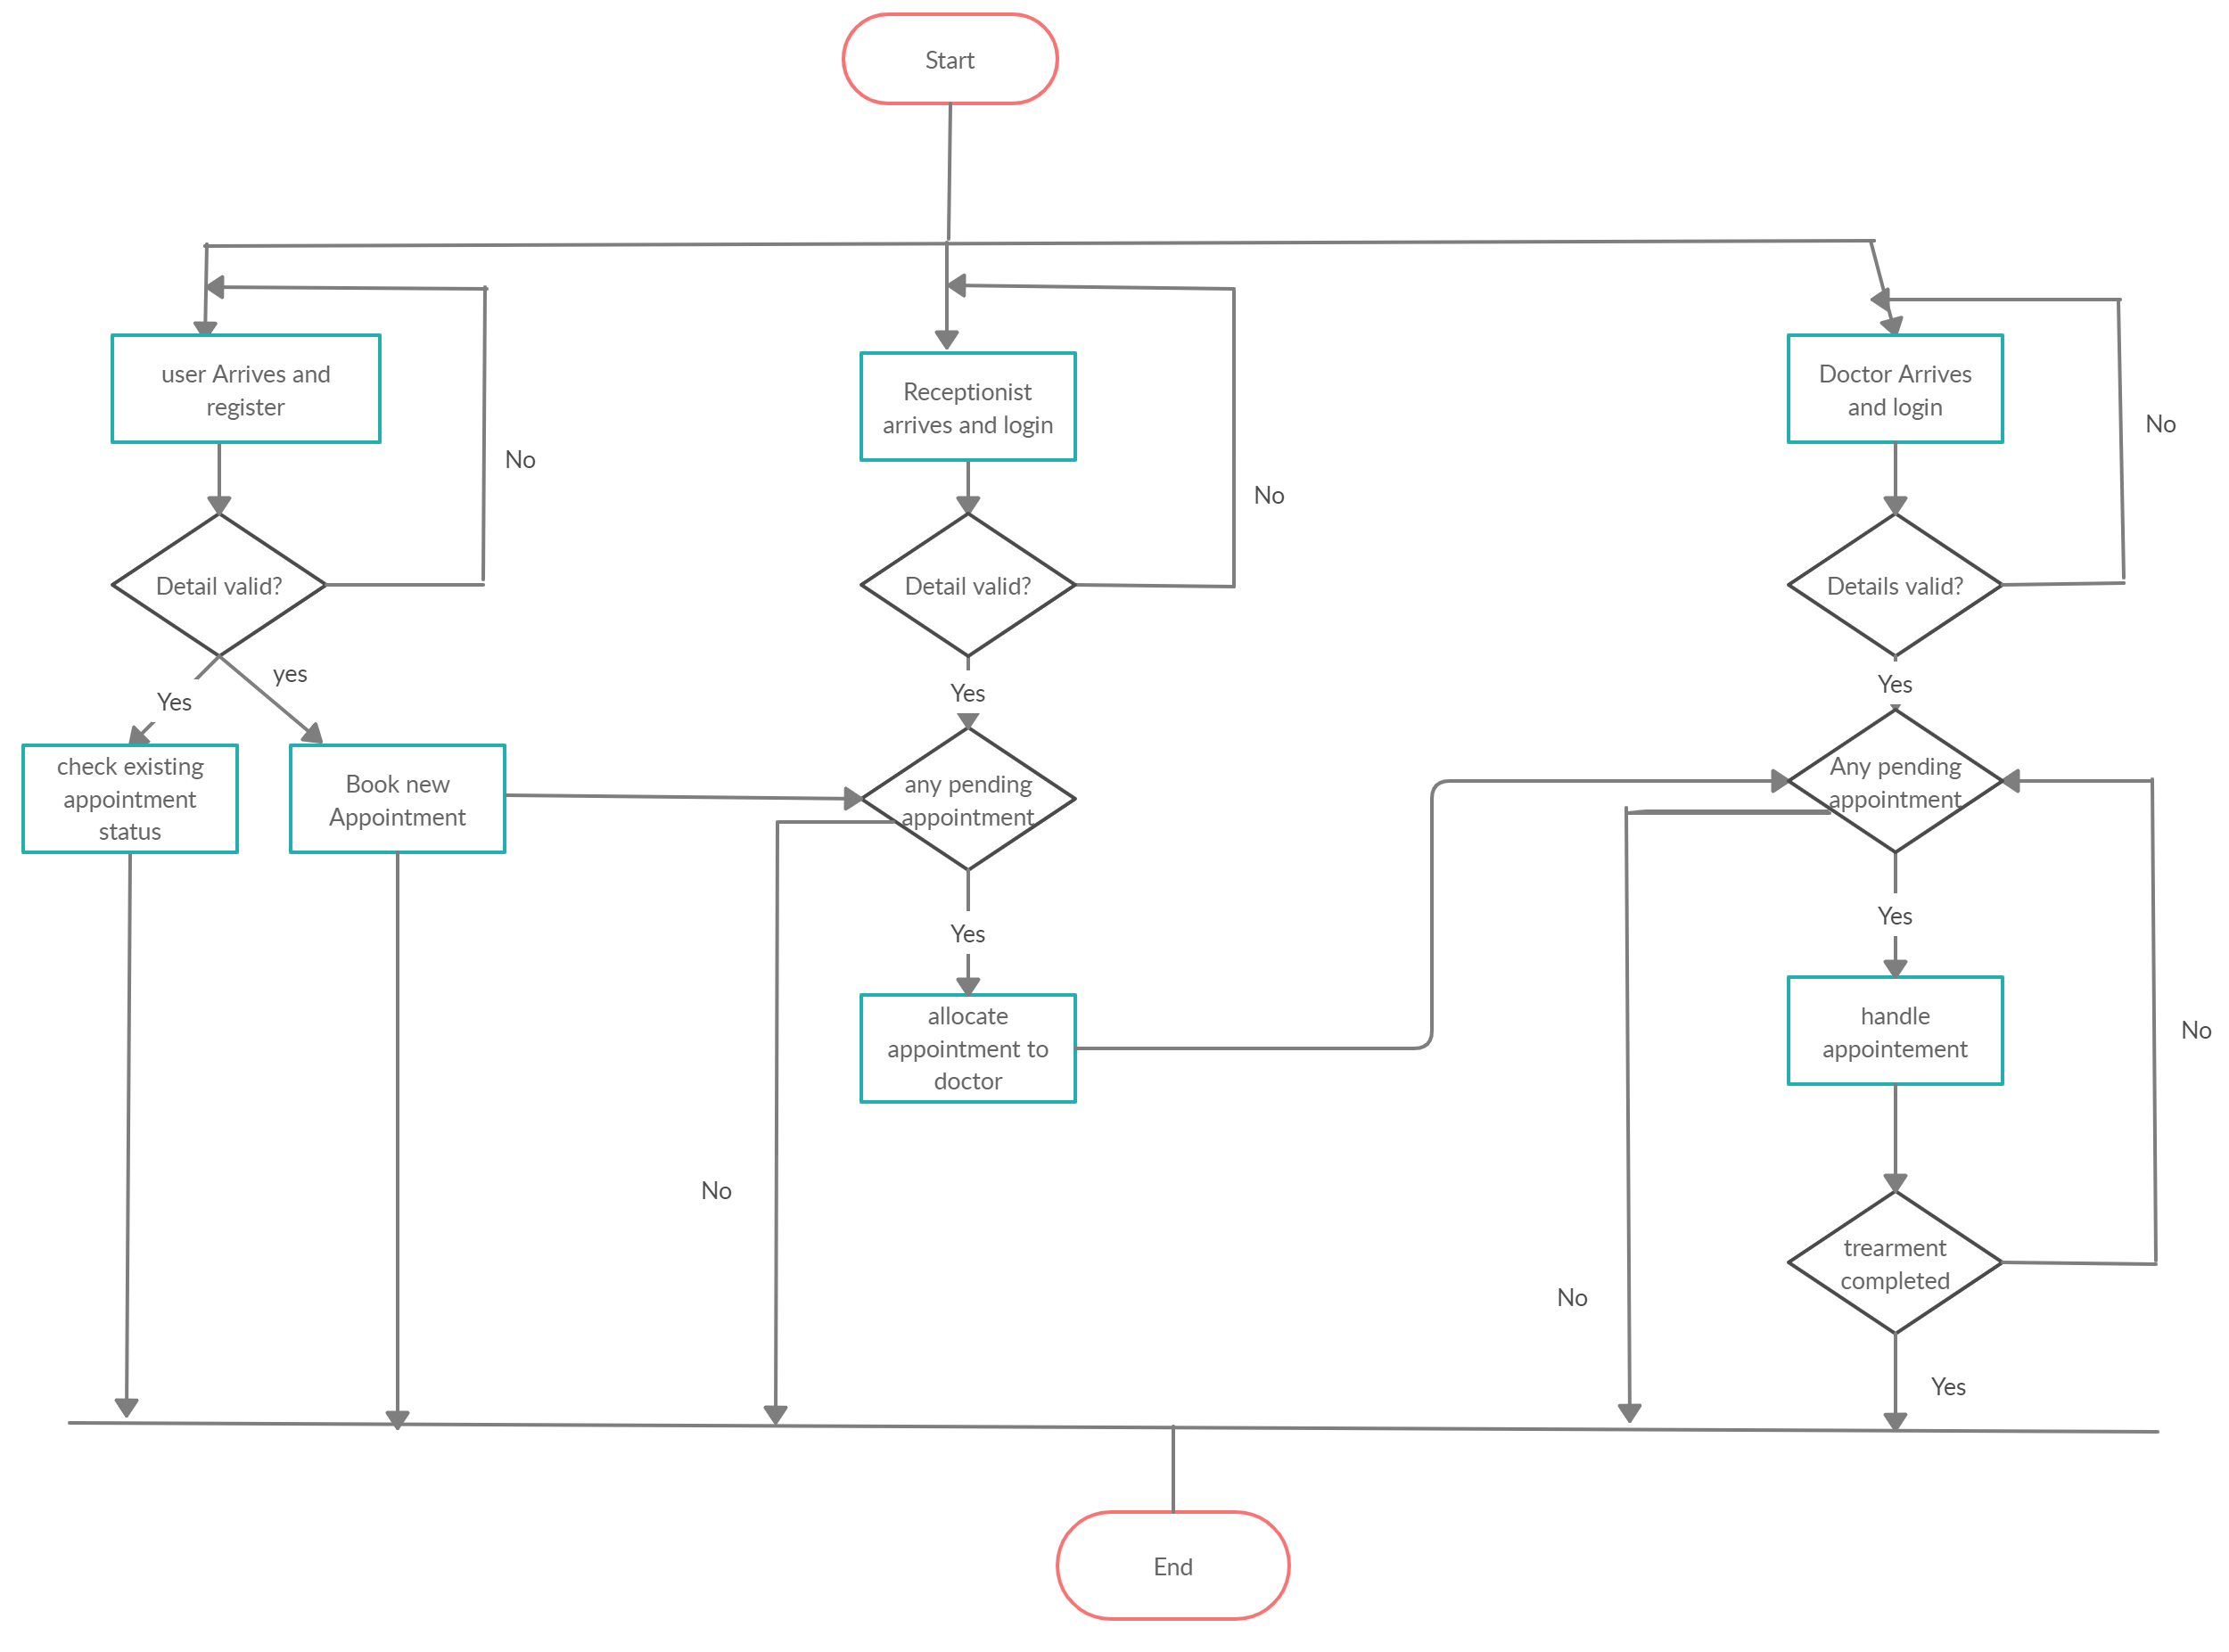 Start
user Arrives and
register
Receptionist
arrives and login
Doctor Arrives
and login
No
No
No
Detail valid?
Detail valid?
Details valid?
Yes
yes
Yes
Yes
check existing
appointment
status
Book new
Appointment
any pending
appointment
Any pending
appointment
Yes
Yes
allocate
appointment to
doctor
handle
appointement
No
No
No
trearment
completed
Yes
End